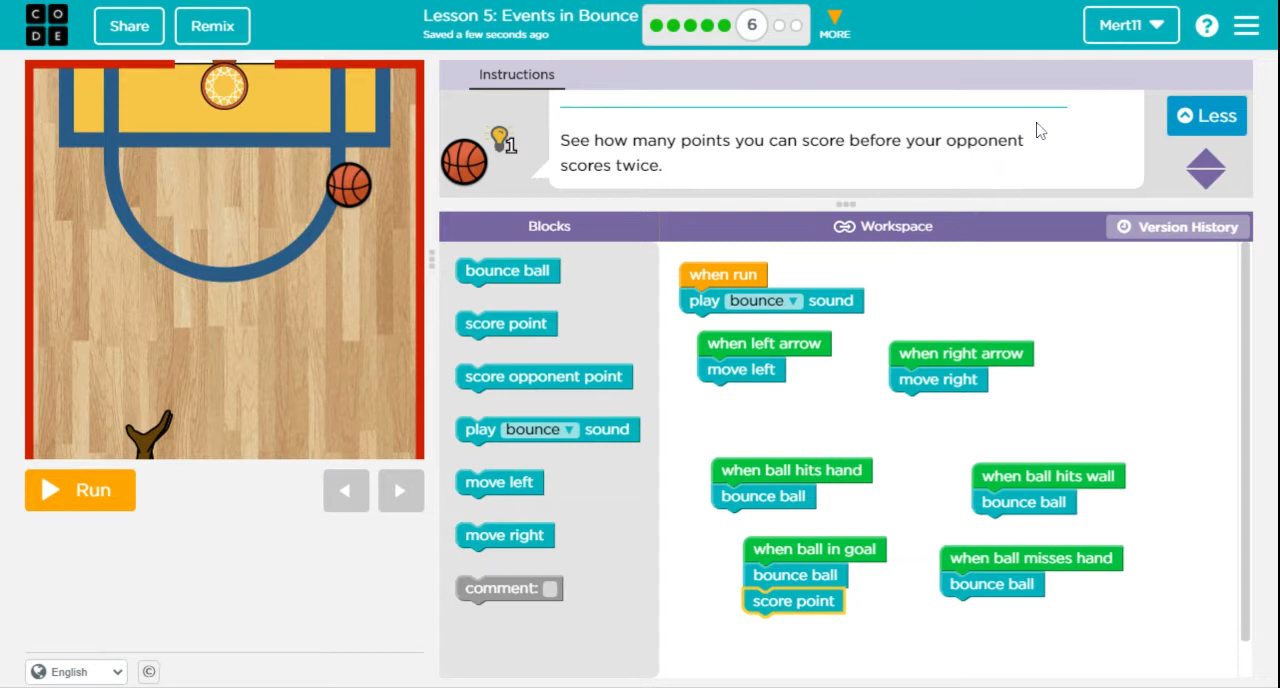 C O
D E
Share
Remix
Lesson 5: Events in Bounce
Saved a few seconds ago
6
MORE
Mert11
?
Instructions
1
See how many points you can score before your opponent
scores twice.
Less
Blocks
Workspace
Version History
bounce ball
score point
score opponent point
play bounce sound
move left
move right
comment:
when run
play bounce sound
when left arrow
move left
when right arrow
move right
when ball hits hand
bounce ball
when ball hits wall
bounce ball
when ball in goal
bounce ball
score point
when ball misses hand
bounce ball
Run
English
©